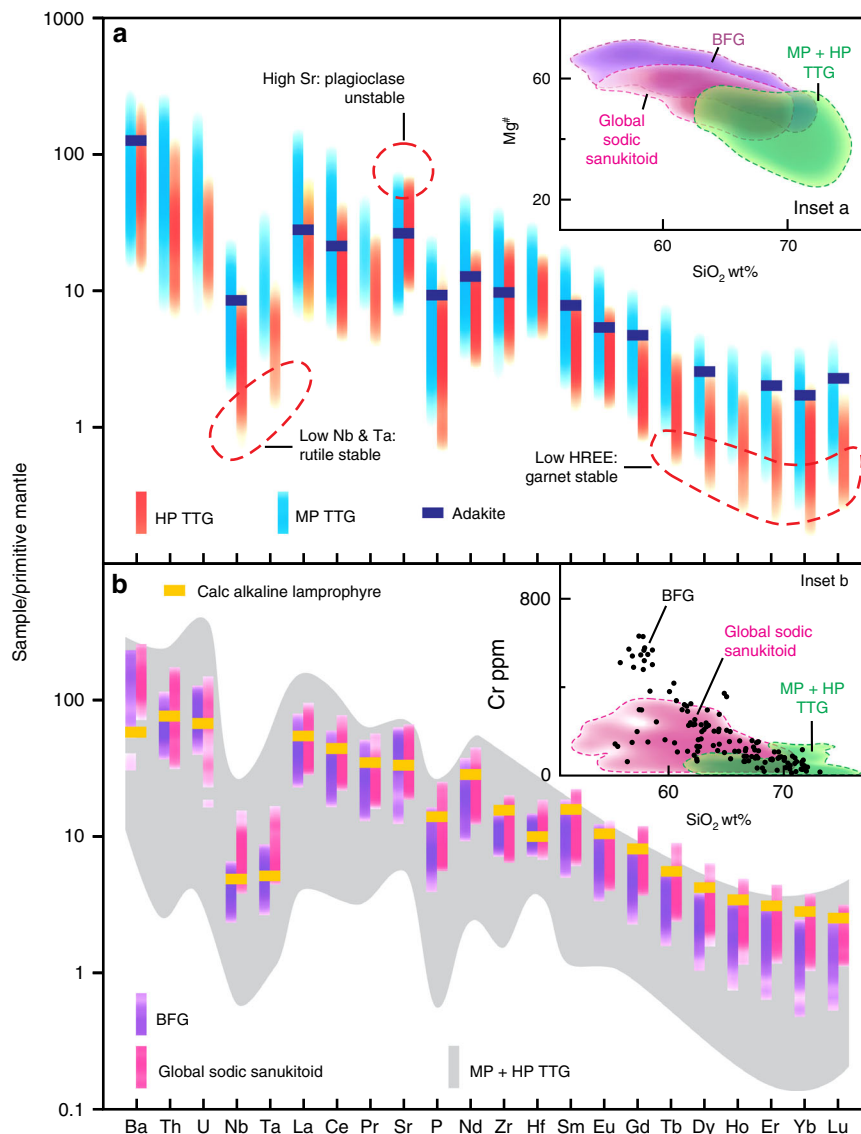 1000
a
High Sr: plagioclase
unstable
BFG
MP + HP
TTG
60
Mg#
Global
sodic
sanukitoid
20
Inset a
60
70
SiO2 wt%
100
10
1
Low Nb & Ta:
rutile stable
Low HREE:
garnet stable
HP TTG
MP TTG
Adakite
Sample/primitive mantle
b
Calc alkaline lamprophyre
Inset b
800
BFG
Global sodic
sanukitoid
Cr ppm
MP + HP
TTG
0
60
70
SiO2 wt%
100
10
1
BFG
Global sodic sanukitoid
MP + HP TTG
0.1
Ba Th U Nb Ta La Ce Pr Sr P Nd Zr Hf Sm Eu Gd Tb Dy Ho Er Yb Lu